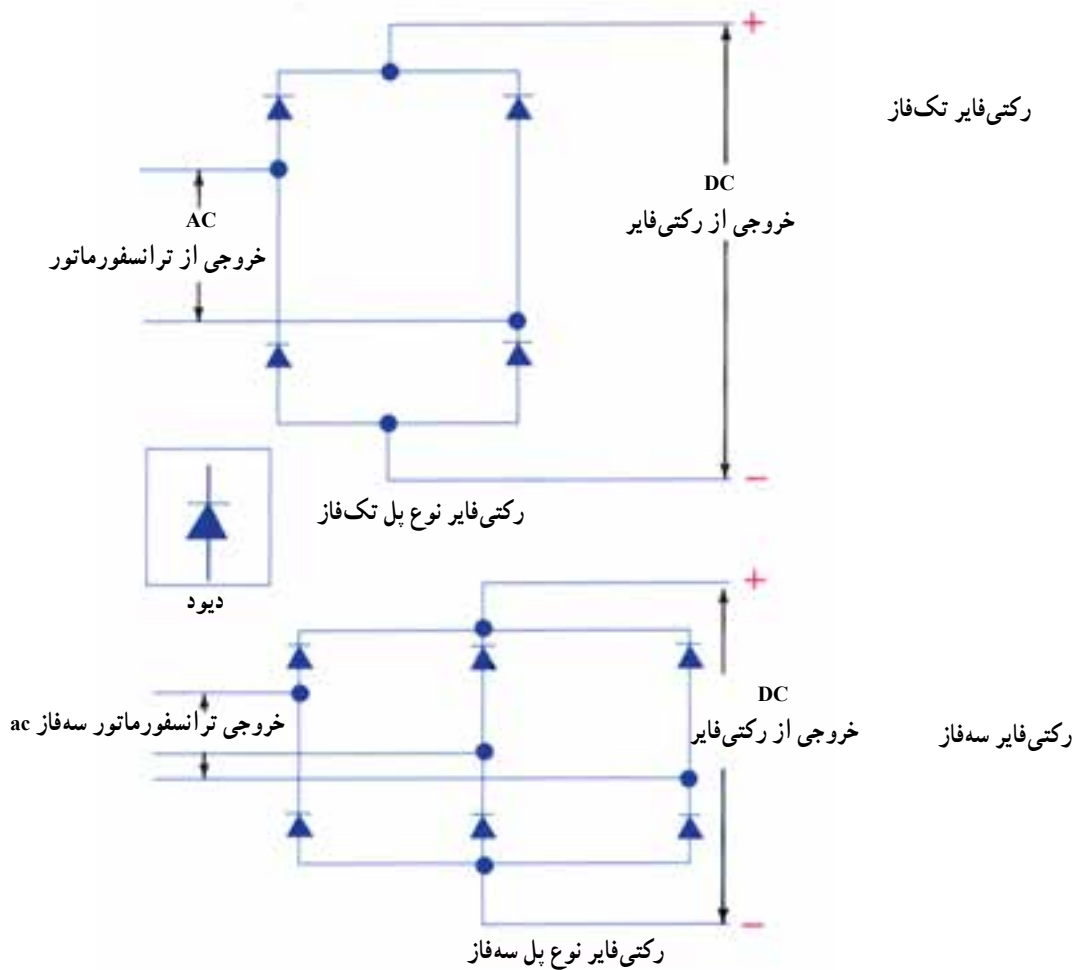 +
رکتی‌فایر تک‌فاز
DC
خروجی از رکتی‌فایر
AC
خروجی از ترانسفورماتور
−
رکتی‌فایر نوع پل تک‌فاز
دیود
+
DC
خروجی از رکتی‌فایر
رکتی‌فایر سه‌فاز
خروجی ترانسفورماتور سه‌فاز ac
−
رکتی‌فایر نوع پل سه‌فاز